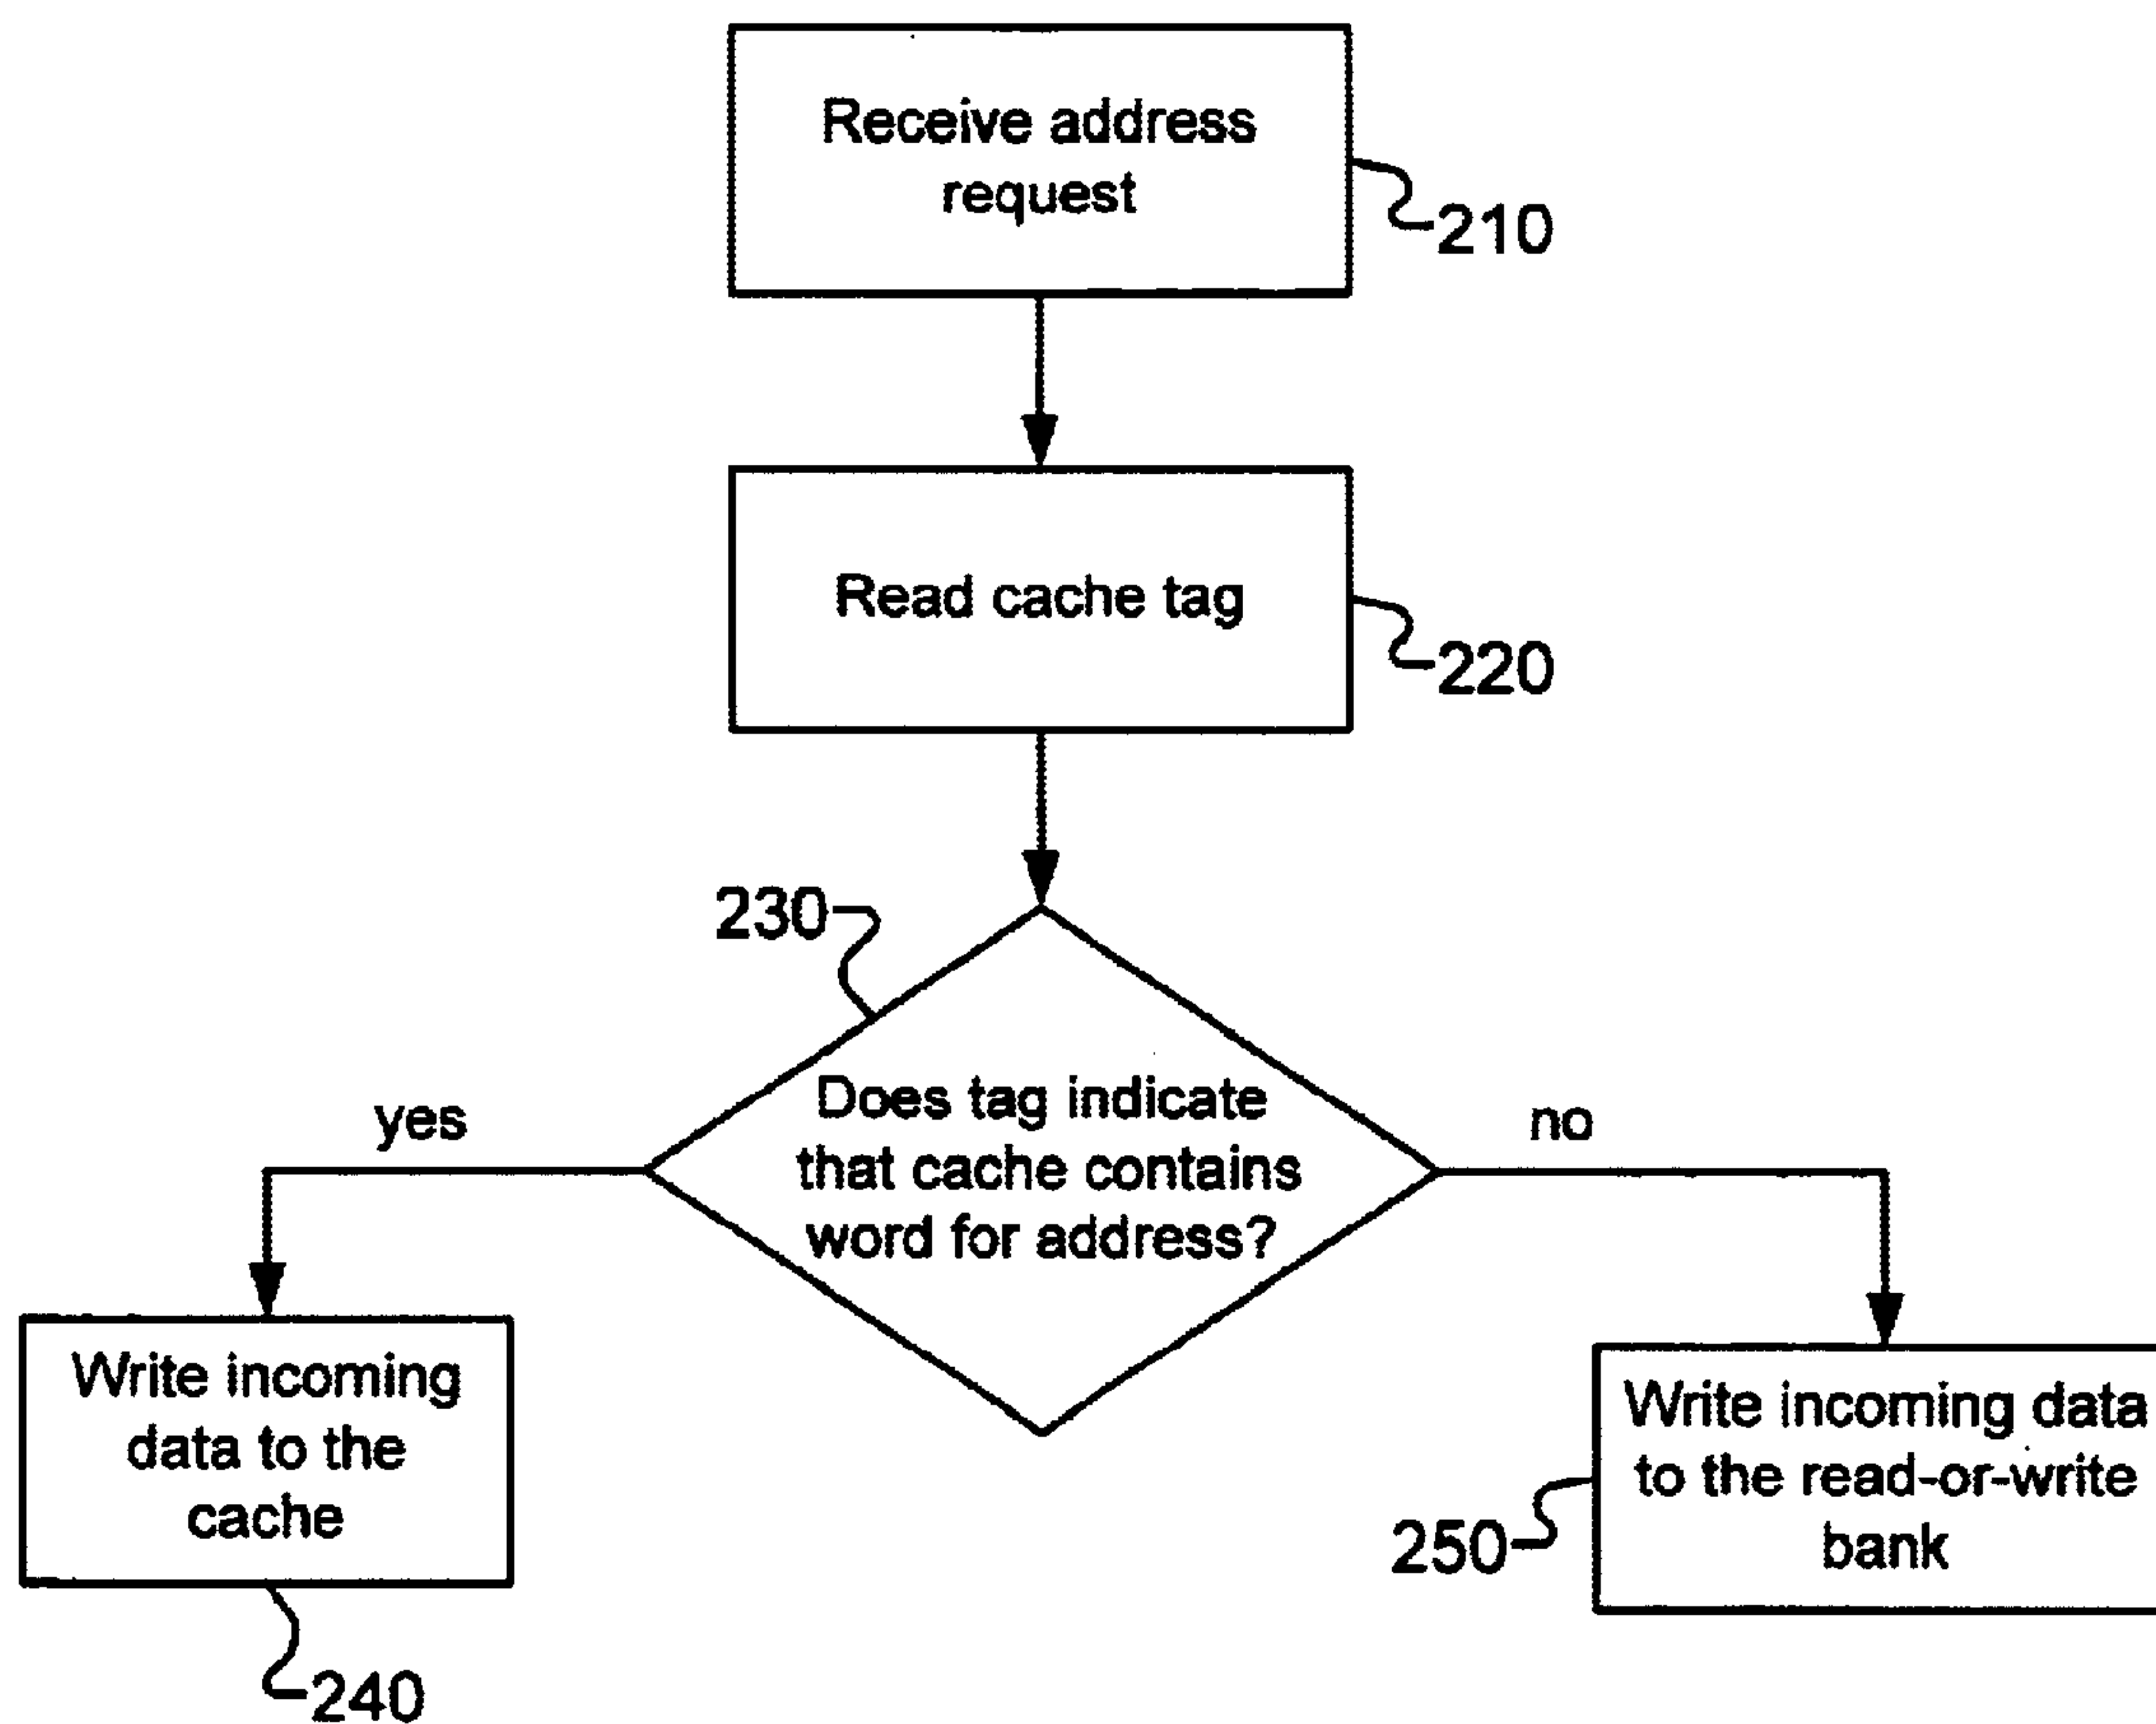 Receive address
request
210
Read cache tag
220
230
Does tag indicate
that cache contains
word for address?
yes
no
Write incoming
data to the
cache
240
Write incoming data
to the read-or-write
bank
250